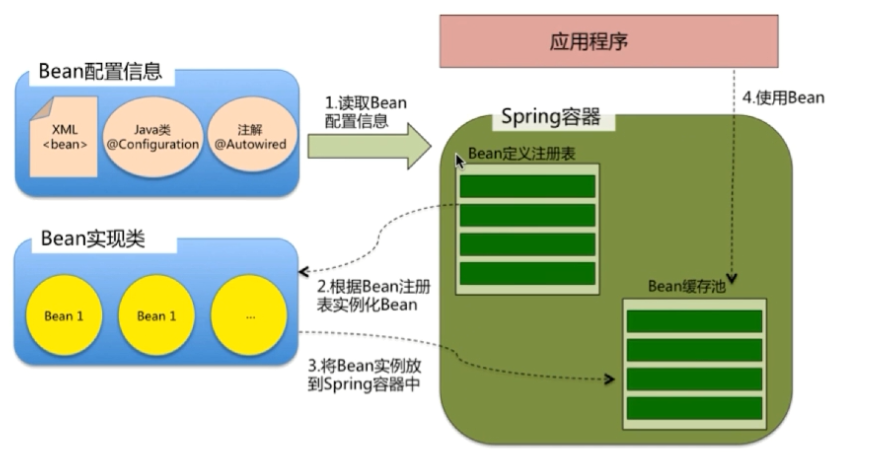 应用程序
Bean配置信息
XML
<bean>
Java类
@Configuration
注解
@Autowired
1.读取Bean
配置信息
4.使用Bean
Spring容器
Bean定义注册表
Bean实现类
Bean 1
Bean 1
...
2.根据Bean注册
表实例化Bean
Bean缓存池
3.将Bean实例放
到Spring容器中